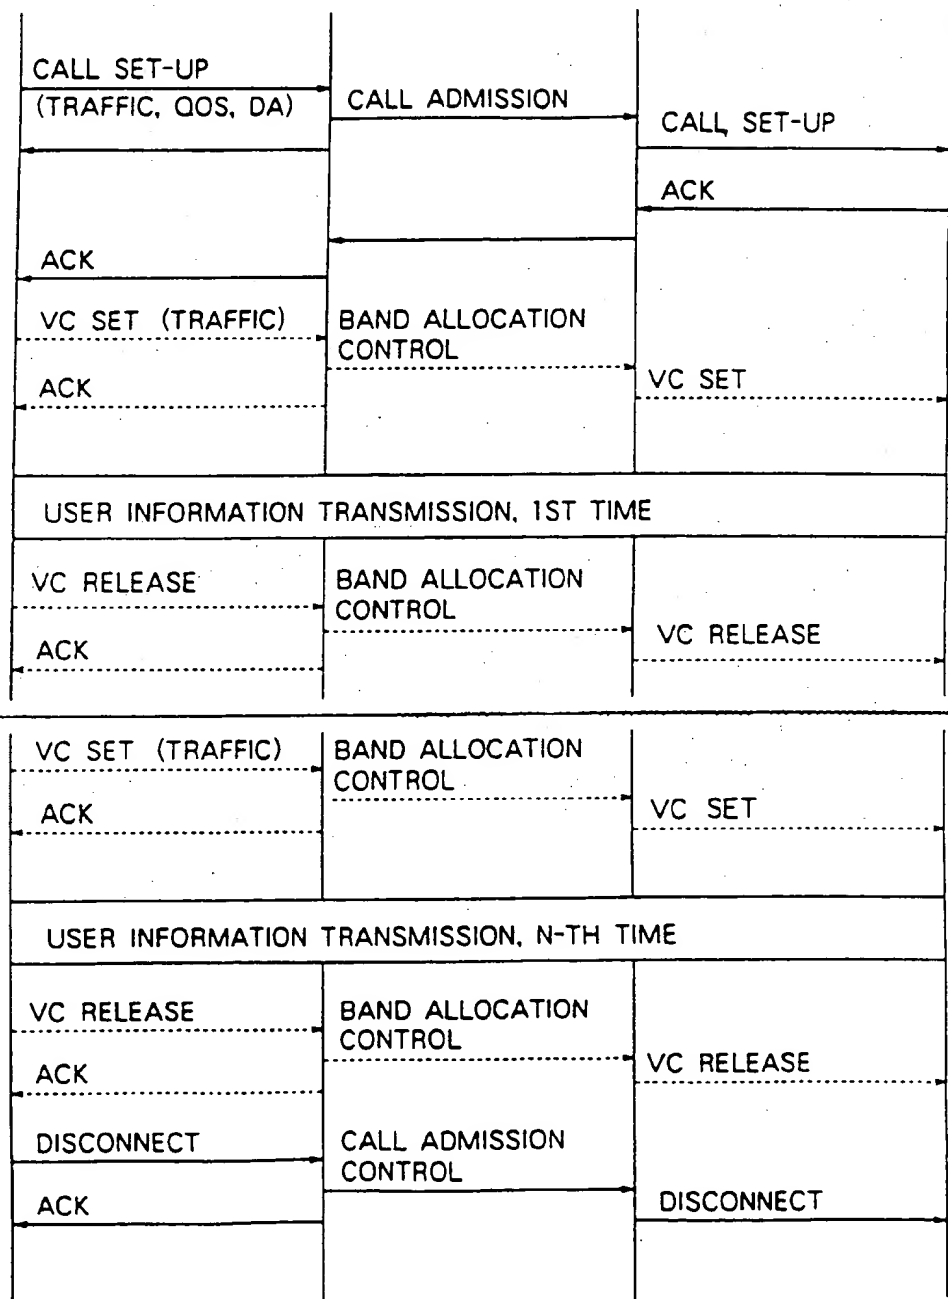 CALL SET-UP
(TRAFFIC, QOS, DA)
CALL ADMISSION
CALL SET-UP
ACK
ACK
VC SET (TRAFFIC)
BAND ALLOCATION
CONTROL
ACK
VC SET
USER INFORMATION TRANSMISSION, 1ST TIME
VC RELEASE
BAND ALLOCATION
CONTROL
VC RELEASE
ACK
VC SET (TRAFFIC)
BAND ALLOCATION
CONTROL
ACK
VC SET
USER INFORMATION TRANSMISSION, N-TH TIME
VC RELEASE
BAND ALLOCATION
CONTROL
VC RELEASE
ACK
DISCONNECT
CALL ADMISSION
CONTROL
ACK
DISCONNECT